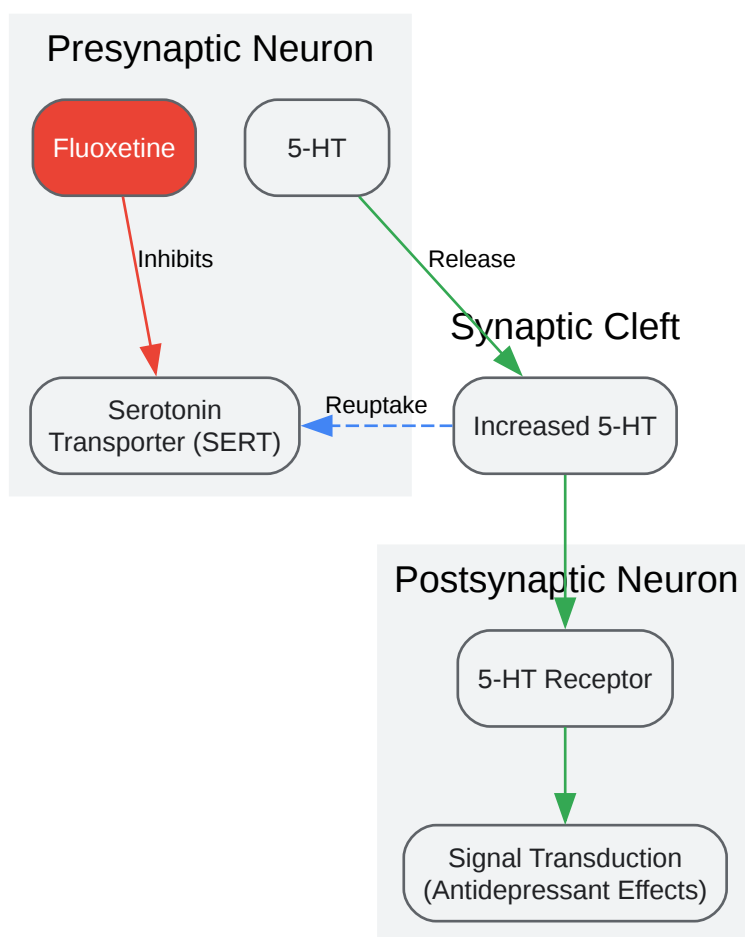 Presynaptic Neuron
Fluoxetine
5-HT
Inhibits
Release
Synaptic Cleft
Serotonin
Transporter (SERT)
Reuptake
Increased 5-HT
Postsynaptic Neuron
5-HT Receptor
Signal Transduction
(Antidepressant Effects)